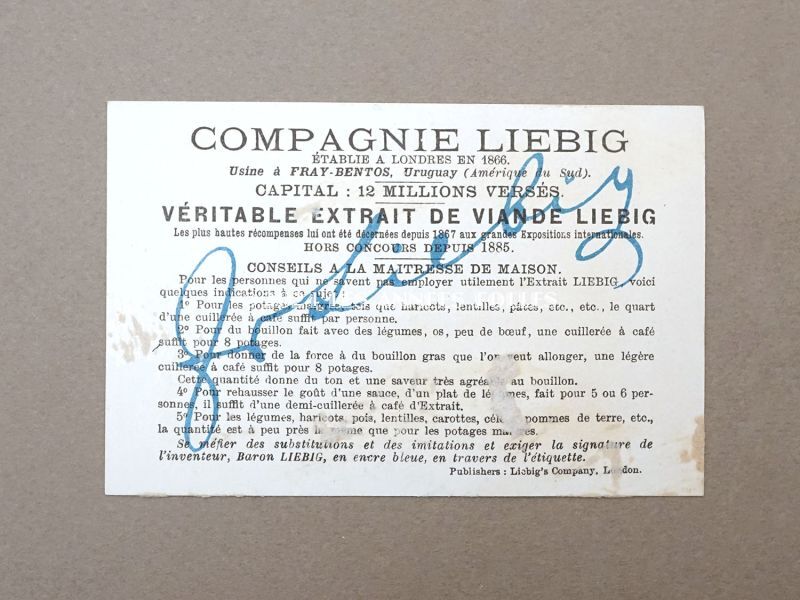 COMPAGNIE LIEBIG
ÉTABLIE A LONDRES EN 1866.
Usine à FRAY-BENTOS, Uruguay (Amérique du Sud).
CAPITAL : 12 MILLIONS VERSÉS.
VÉRITABLE EXTRAIT DE VIANDE LIEBIG
Les plus hautes récompenses lui ont été décernées depuis 1867 aux grandes Expositions internationales.
HORS CONCOURS DEPUIS 1885.
CONSEILS A LA MAITRESSE DE MAISON.
Pour les personnes qui ne savent pas employer utilement l'Extrait LIEBIG, voici
quelques indications à ce sujet
1º Pour les potages maigres tels que haricots, lentilles, pâtes, etc., etc., le quart
d'une cuillerée à café suffit par personne.
2º Pour du bouillon fait avec des légumes, os, peu de bœuf, une cuillerée à café
suffit pour 8 potages.
3º Pour donner de la force à du bouillon gras que l'on veut allonger, une légère
cuillerée à café suffit pour 8 potages.
Cette quantité donne du ton et une saveur très agréable au bouillon.
4º Pour rehausser le goût d'une sauce, d'un plat de légumes, fait pour 5 ou 6 per-
sonnes, il suffit d'une demi-cuillerée à café d'Extrait.
5º Pour les légumes, haricots, pois, lentilles, carottes, céleri, pommes de terre, etc.,
la quantité est à peu près la même que pour les potages maigres.
Se méfier des substitutions et des imitations et exiger la signature de
l'inventeur, Baron LIEBIG, en encre bleue, en travers de l'étiquette.
Publishers : Liebig's Company, London.